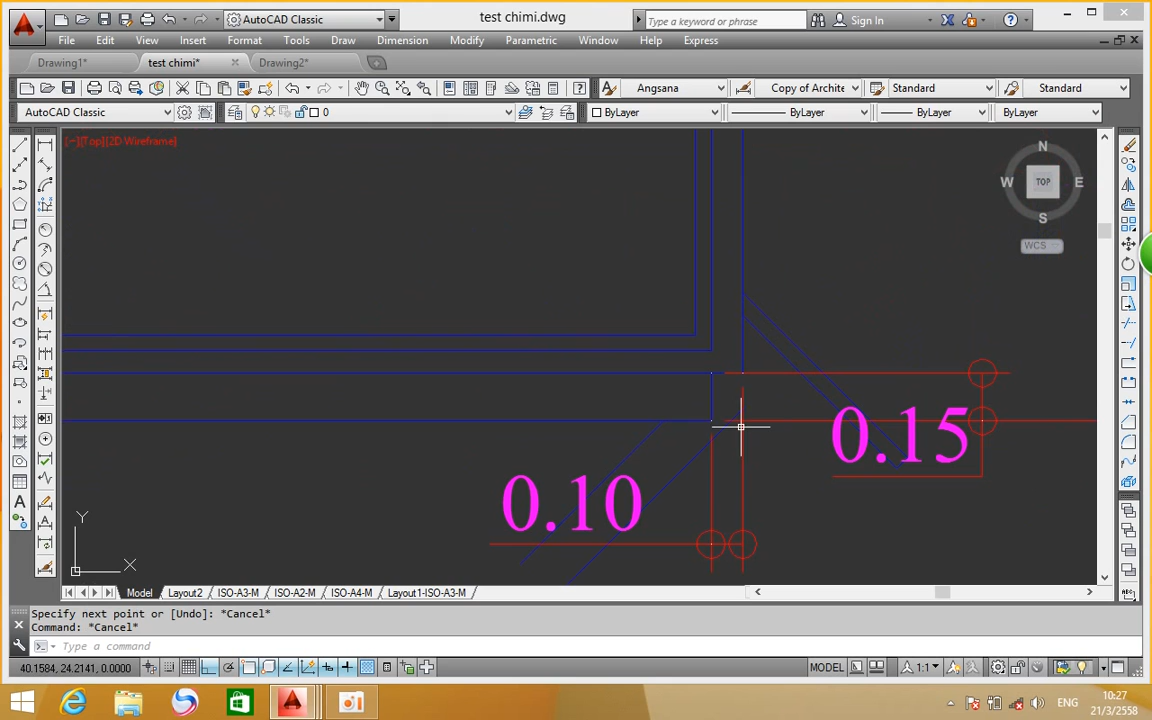 AutoCAD Classic
test chimi.dwg
Type a keyword or phrase
Sign In
File Edit View Insert Format Tools Draw Dimension Modify Parametric Window Help Express
Drawing1* test chimi* Drawing2*
Angsana Copy of Archite Standard Standard
AutoCAD Classic 0 ByLayer ByLayer ByLayer ByLayer
[−][Top][2D Wireframe]
N
W TOP E
S
WCS
0.15
0.10
Y
X
Model Layout2 ISO-A3-M ISO-A2-M ISO-A4-M Layout1-ISO-A3-M
Specify next point or [Undo]: *Cancel*
Command: *Cancel*
Type a command
40.1584, 24.2141, 0.0000 MODEL 1:1
ENG 10:27
21/3/2558